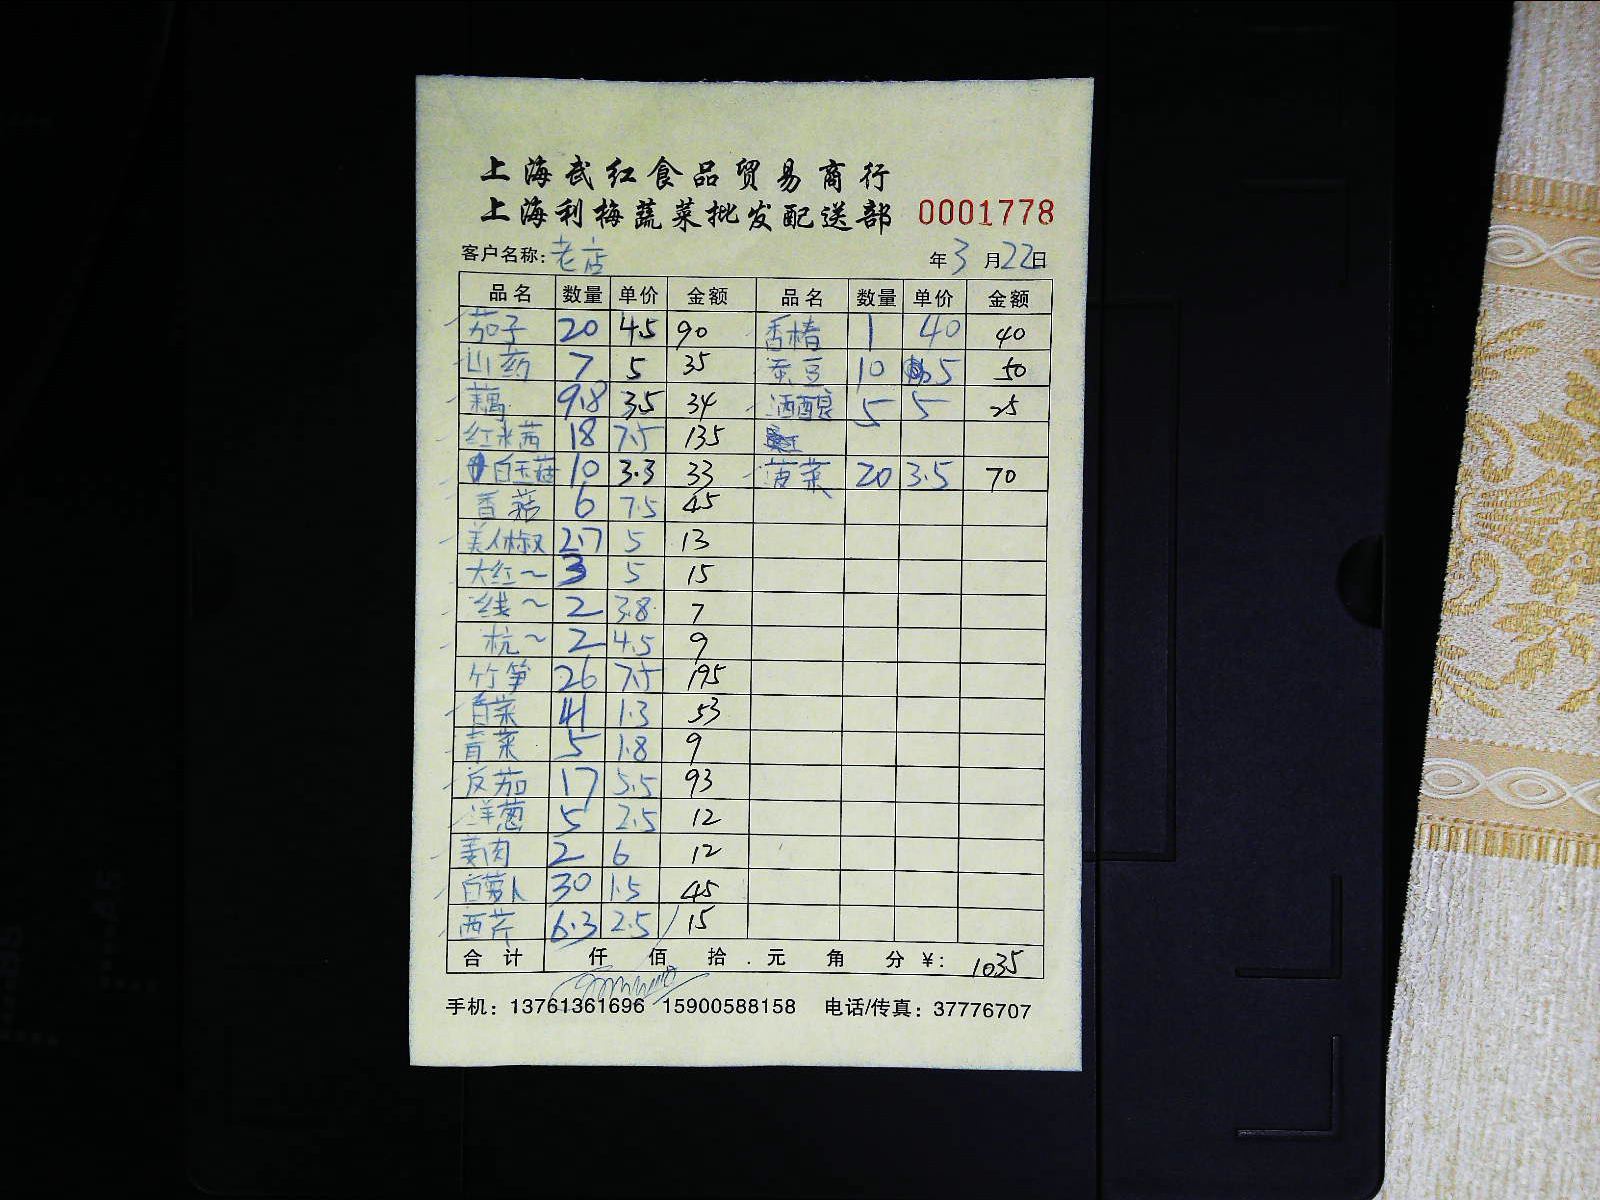 上海武红食品贸易商行
上海利梅蔬菜批发配送部 0001778
客户名称：老店 年3月22日
品名 数量 单价 金额 品名 数量 单价 金额
茄子 20 4.5 90 香椿 1 40 40
山药 7 5 35 蚕豆 10 5 50
藕 9.8 3.5 34 酒酿 5 5 25
红米苋 18 7.5 135
白玉菇 10 3.3 33 菠菜 20 3.5 70
香菇 6 7.5 45
美人椒 2.7 5 13
大红~ 3 5 15
线~ 2 3.8 7
杭~ 2 4.5 9
竹笋 26 7.5 195
白菜 41 1.3 53
青菜 5 1.8 9
反茄 17 5.5 93
洋葱 5 2.5 12
姜肉 2 6 12
白萝卜 30 1.5 45
西芹 6.3 2.5 15
合计 仟 佰 拾 元 角 分 ¥: 1035
手机：13761361696 15900588158 电话/传真：37776707